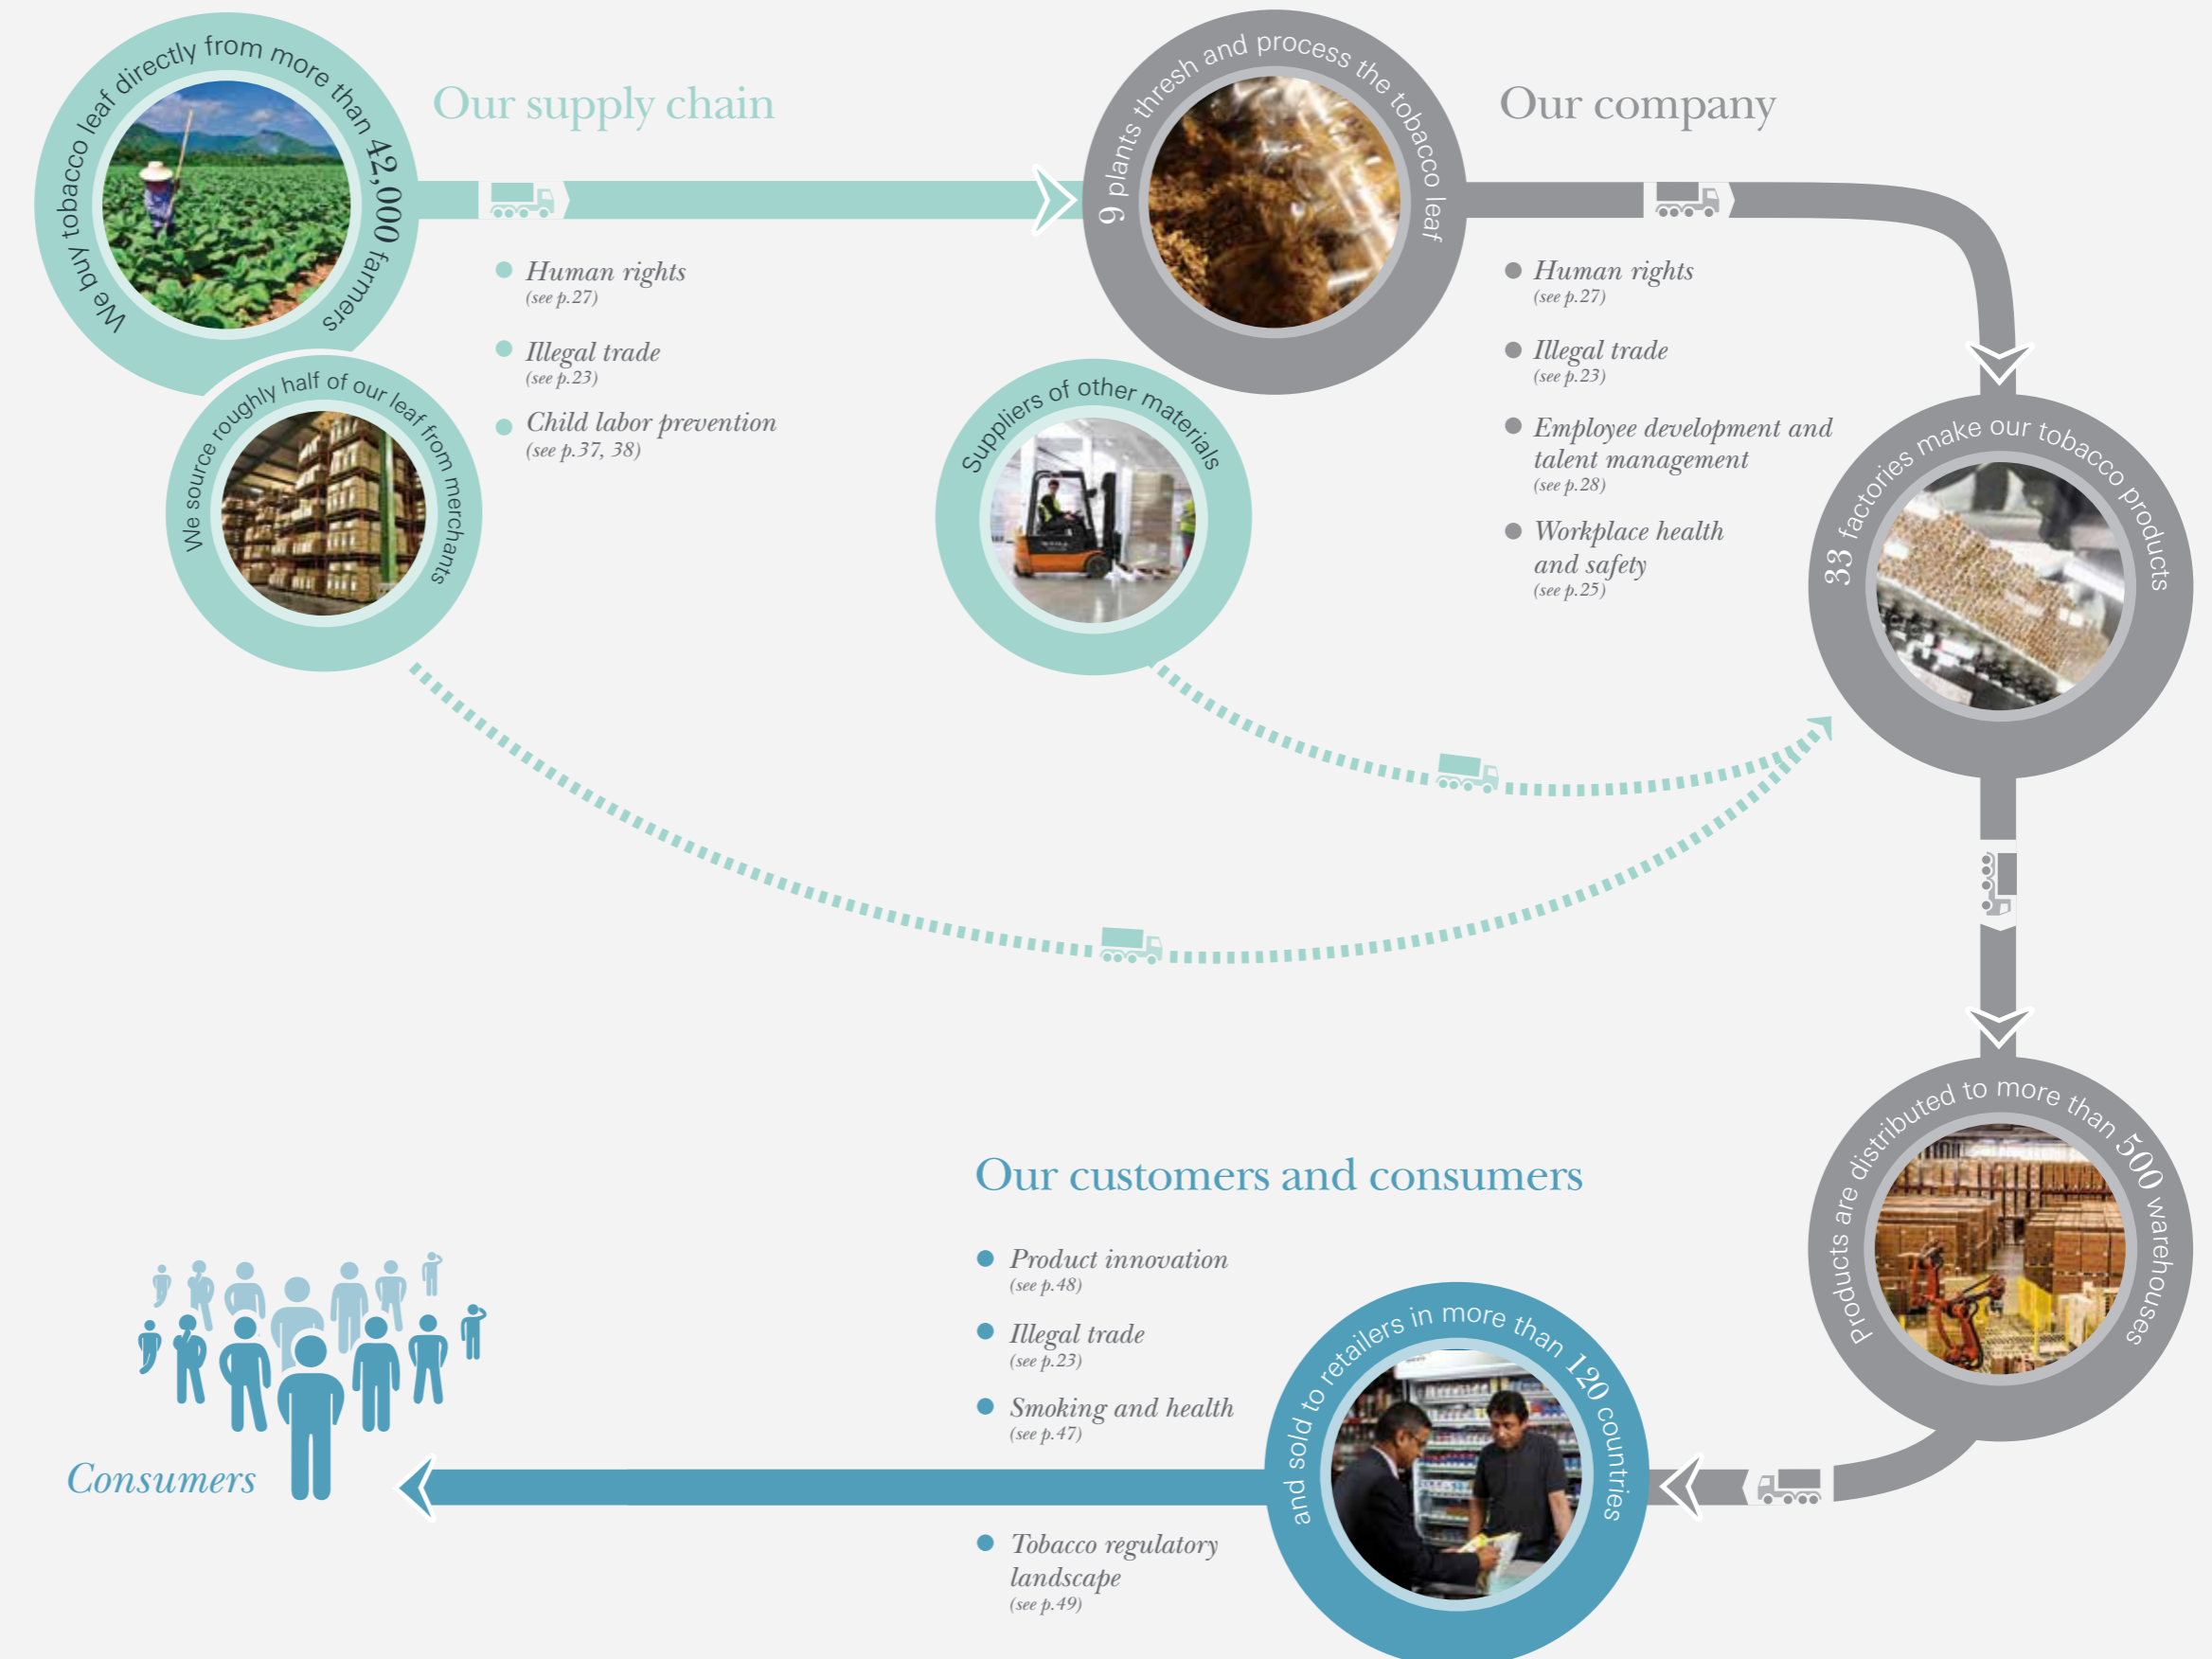 We buy tobacco leaf directly from more than 42,000 farmers
Our supply chain
9 plants thresh and process the tobacco leaf
Our company
Human rights
(see p.27)
Illegal trade
(see p.23)
Child labor prevention
(see p.37, 38)
We source roughly half of our leaf from merchants
Suppliers of other materials
Human rights
(see p.27)
Illegal trade
(see p.23)
Employee development and
talent management
(see p.28)
Workplace health
and safety
(see p.25)
33 factories make our tobacco products
Products are distributed to more than 500 warehouses
Our customers and consumers
Product innovation
(see p.48)
Illegal trade
(see p.23)
Smoking and health
(see p.47)
Tobacco regulatory
landscape
(see p.49)
and sold to retailers in more than 120 countries
Consumers